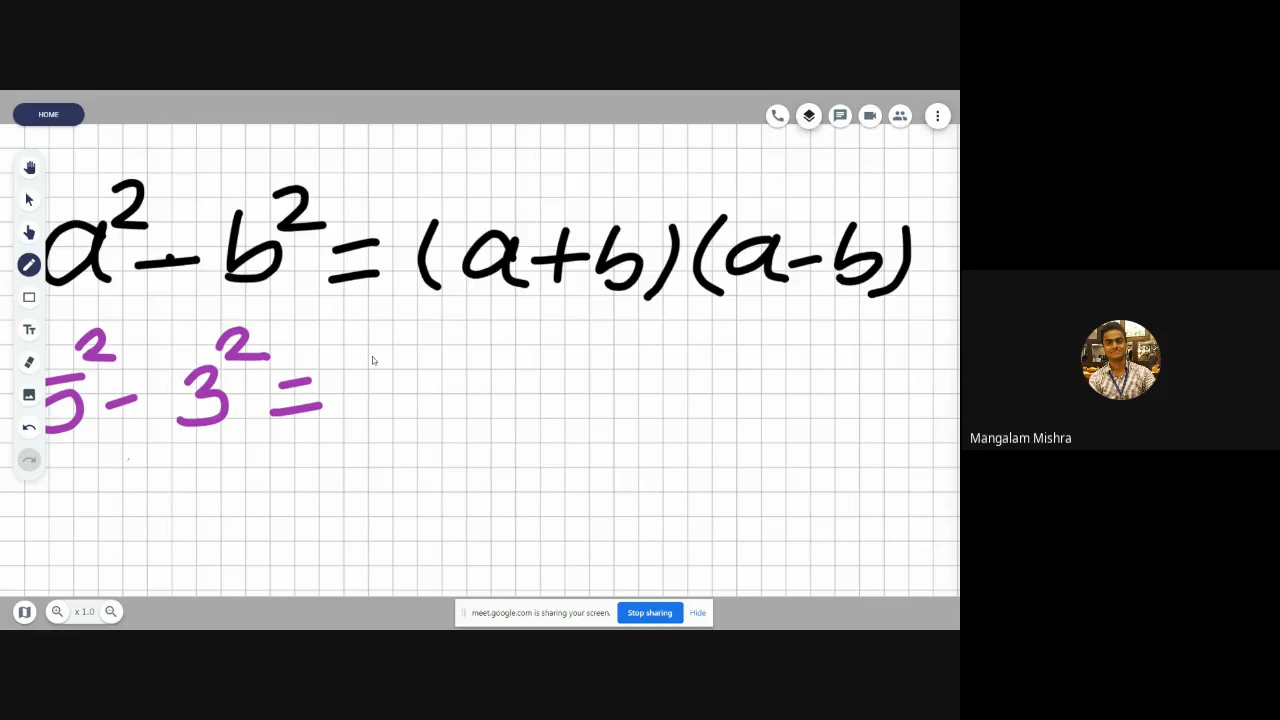 HOME
a² - b² = (a+b)(a-b)
5² - 3² =
Tт
x 1.0
meet.google.com is sharing your screen. Stop sharing Hide
Mangalam Mishra